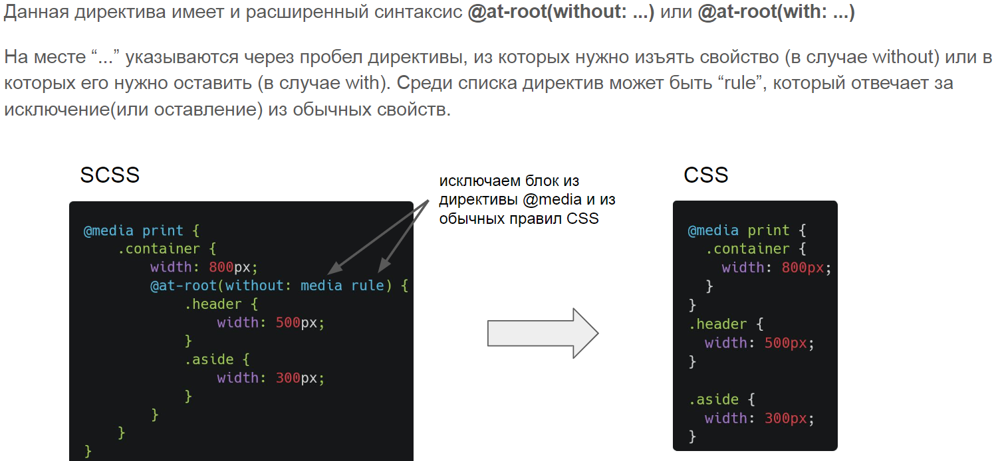 Данная директива имеет и расширенный синтаксис @at-root(without: ...) или @at-root(with: ...)
На месте “...” указываются через пробел директивы, из которых нужно изъять свойство (в случае without) или в
которых его нужно оставить (в случае with). Среди списка директив может быть “rule”, который отвечает за
исключение(или оставление) из обычных свойств.
SCSS
@media print {
.container {
width: 800px;
@at-root(without: media rule) {
.header {
width: 500px;
}
.aside {
width: 300px;
}
}
}
}
исключаем блок из
директивы @media и из
обычных правил CSS
CSS
@media print {
.container {
width: 800px;
}
}
.header {
width: 500px;
}
.aside {
width: 300px;
}